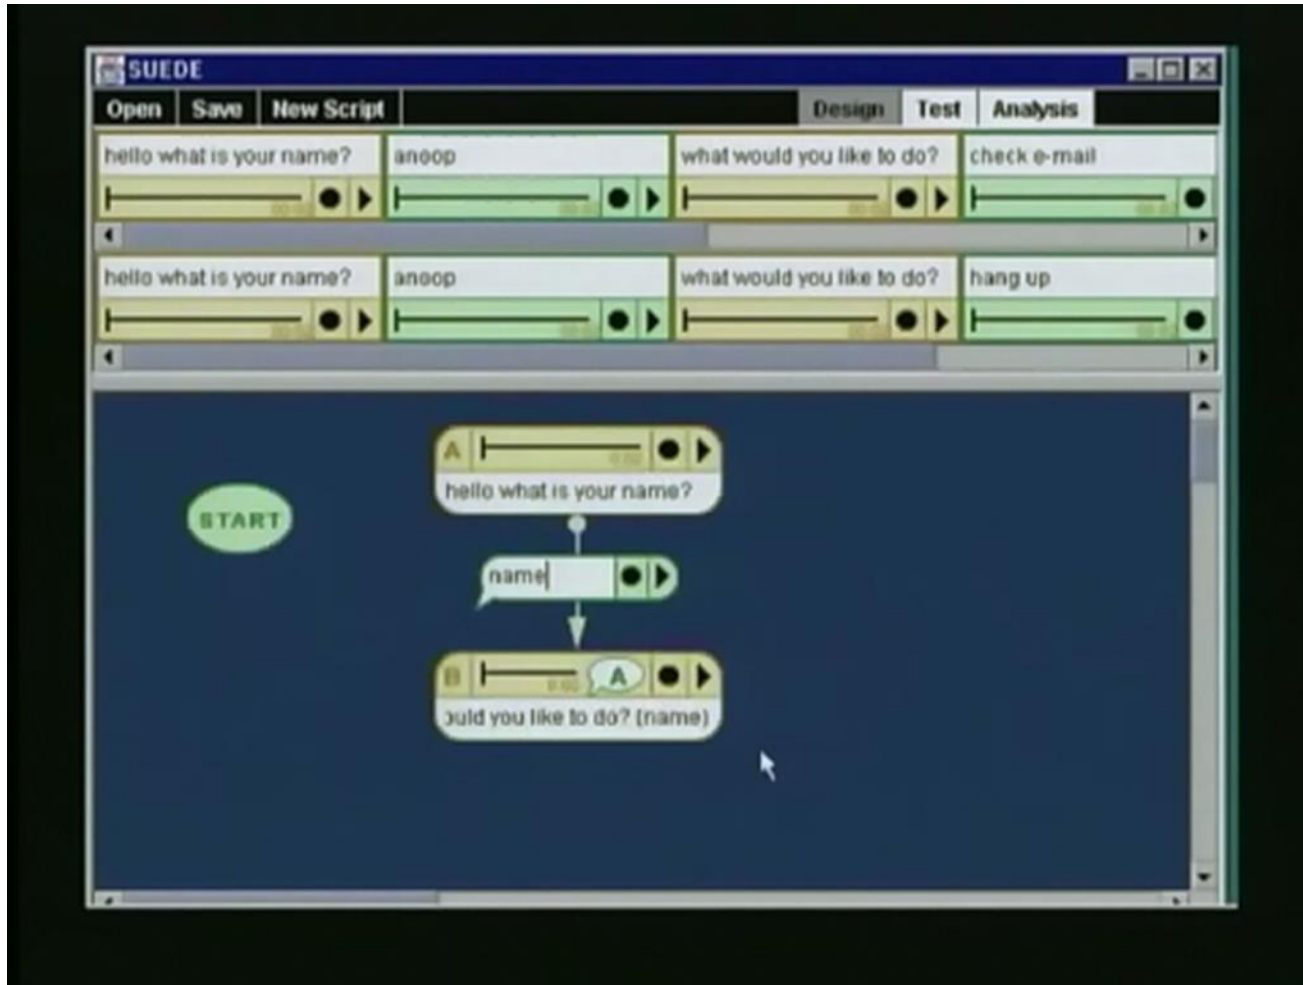 SUEDE
Open Save New Script Design Test Analysis
hello what is your name? anoop what would you like to do? check e-mail
hello what is your name? anoop what would you like to do? hang up
A
hello what is your name?
START
name
B A
ould you like to do? (name)